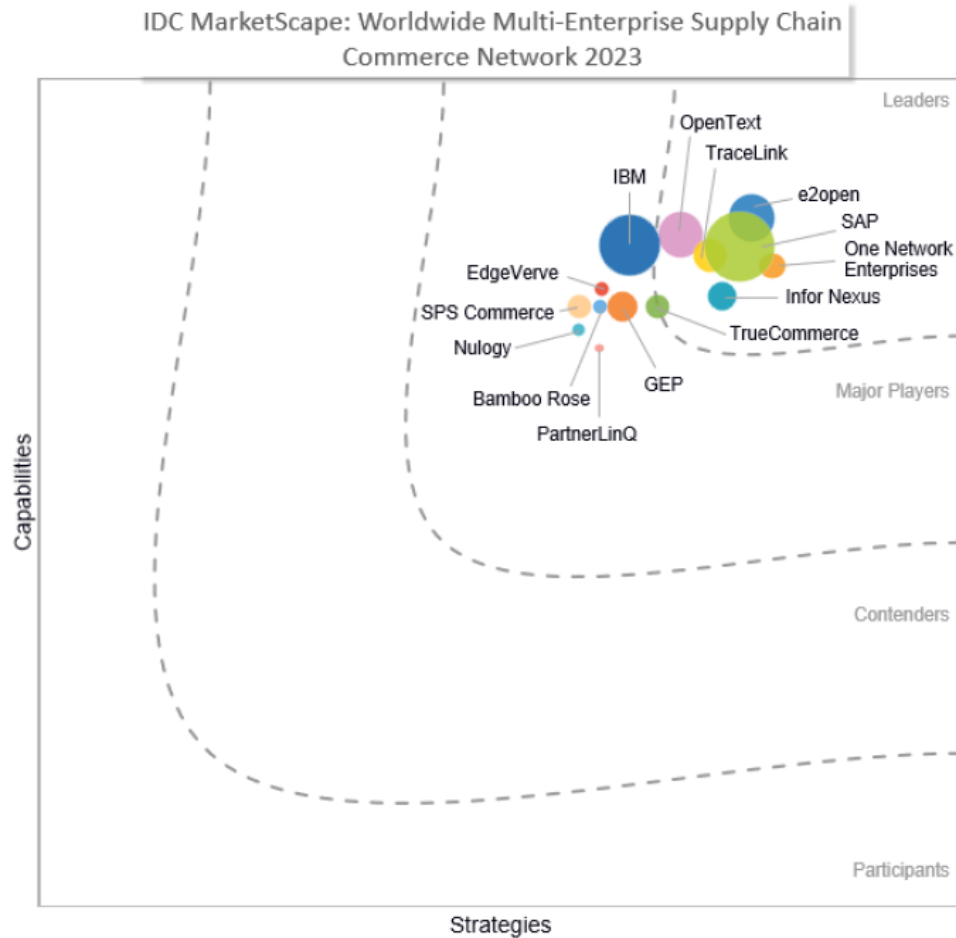 IDC MarketScape: Worldwide Multi-Enterprise Supply Chain
Commerce Network 2023
Leaders
OpenText
TraceLink
IBM
e2open
SAP
One Network
Enterprises
EdgeVerve
Infor Nexus
SPS Commerce
TrueCommerce
Nulogy
GEP
Major Players
Bamboo Rose
PartnerLinQ
Capabilities
Contenders
Participants
Strategies